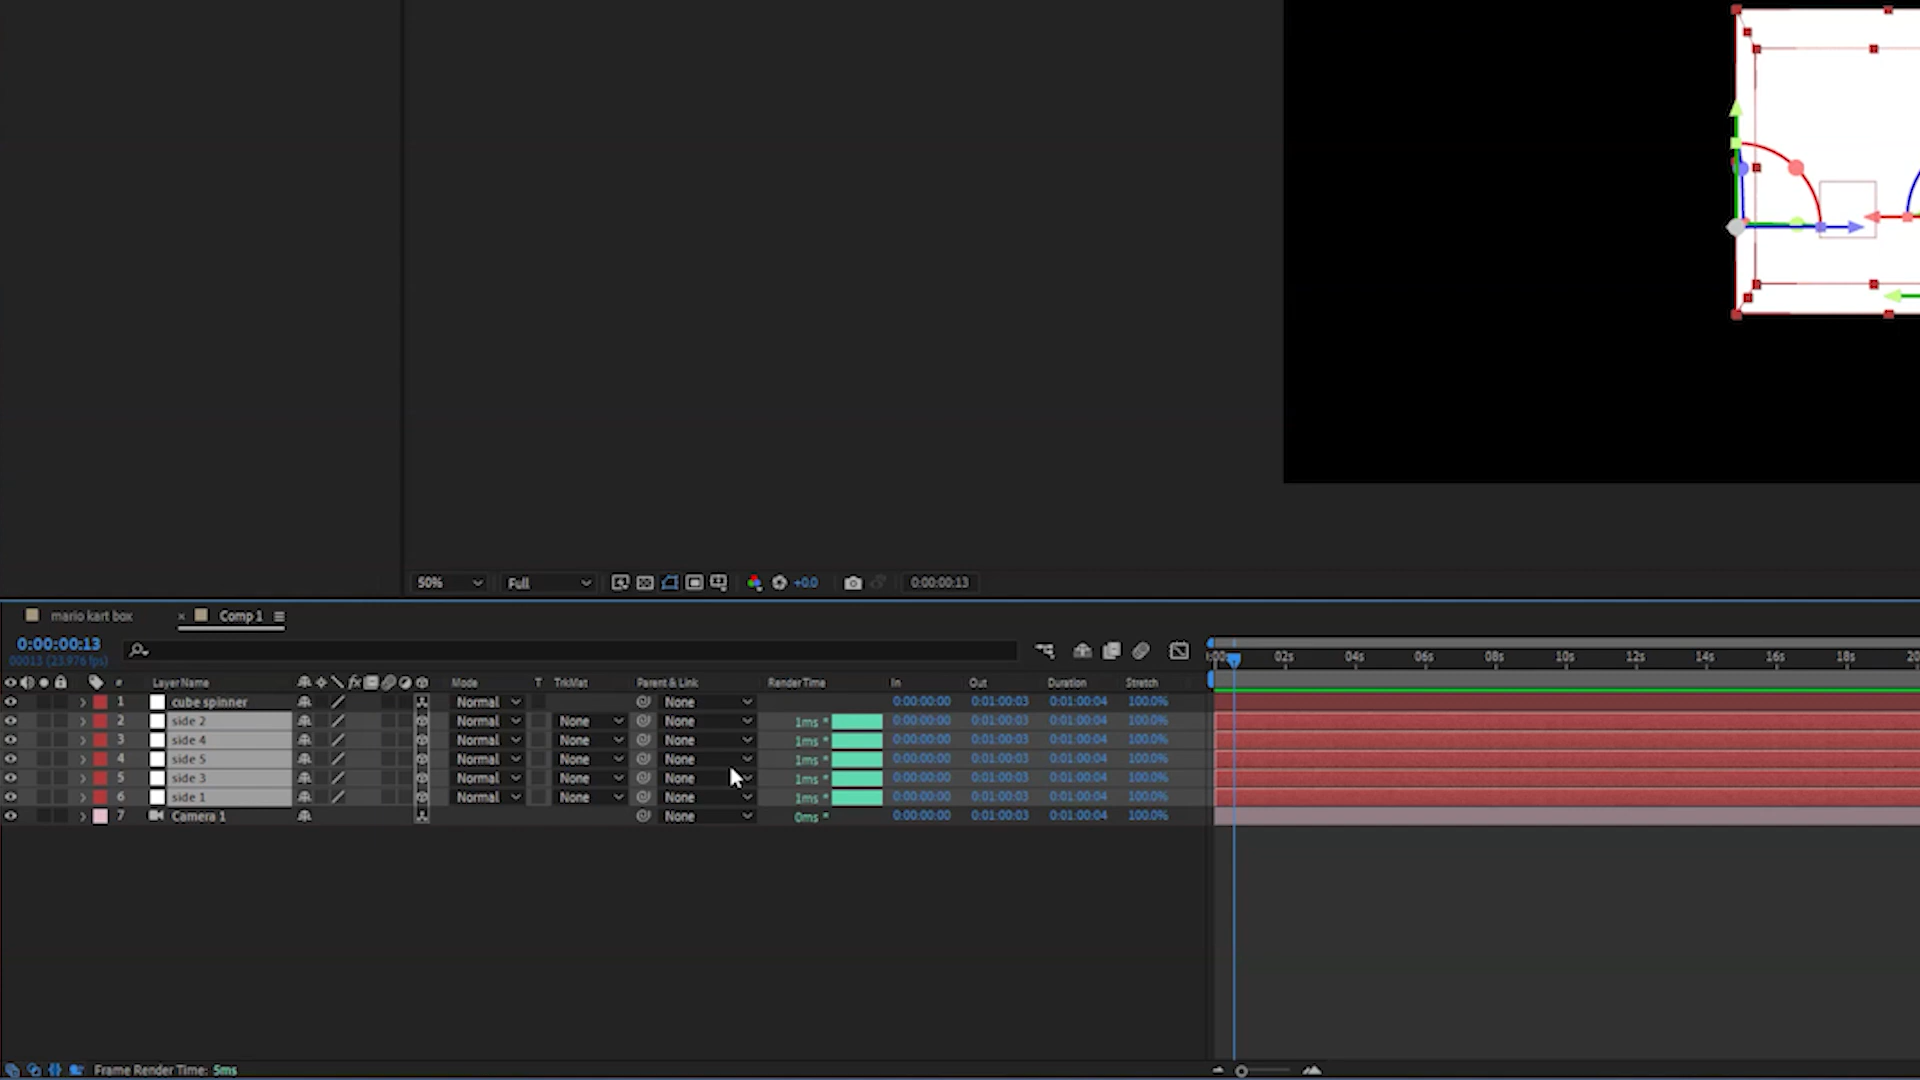 50% Full +0.0 0:00:00:13
mario kart box × Comp 1
0:00:00:13
00013 (23.976 fps)
02s 04s 06s 08s 10s 12s 14s 16s 18s 20
# Layer Name fx Mode T TrkMat Parent & Link Render Time In Out Duration Stretch
1 cube spinner Normal None 0:00:00:00 0:01:00:03 0:01:00:04 100.0%
2 side 2 Normal None None 1ms * 0:00:00:00 0:01:00:03 0:01:00:04 100.0%
3 side 4 Normal None None 1ms * 0:00:00:00 0:01:00:03 0:01:00:04 100.0%
4 side 5 Normal None None 1ms * 0:00:00:00 0:01:00:03 0:01:00:04 100.0%
5 side 3 Normal None None 1ms * 0:00:00:00 0:01:00:03 0:01:00:04 100.0%
6 side 1 Normal None None 1ms * 0:00:00:00 0:01:00:03 0:01:00:04 100.0%
7 Camera 1 None 0ms * 0:00:00:00 0:01:00:03 0:01:00:04 100.0%
Frame Render Time: 5ms